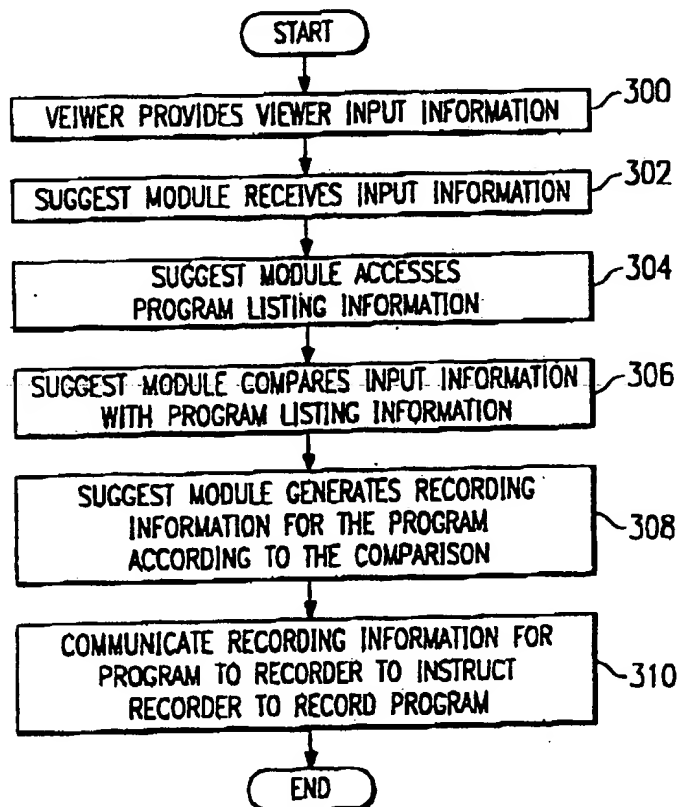 START
VEIWER PROVIDES VIEWER INPUT INFORMATION
300
SUGGEST MODULE RECEIVES INPUT INFORMATION
302
SUGGEST MODULE ACCESSES
PROGRAM LISTING INFORMATION
304
SUGGEST MODULE COMPARES INPUT INFORMATION
WITH PROGRAM LISTING INFORMATION
306
SUGGEST MODULE GENERATES RECORDING
INFORMATION FOR THE PROGRAM
ACCORDING TO THE COMPARISON
308
COMMUNICATE RECORDING INFORMATION FOR
PROGRAM TO RECORDER TO INSTRUCT
RECORDER TO RECORD PROGRAM
310
END